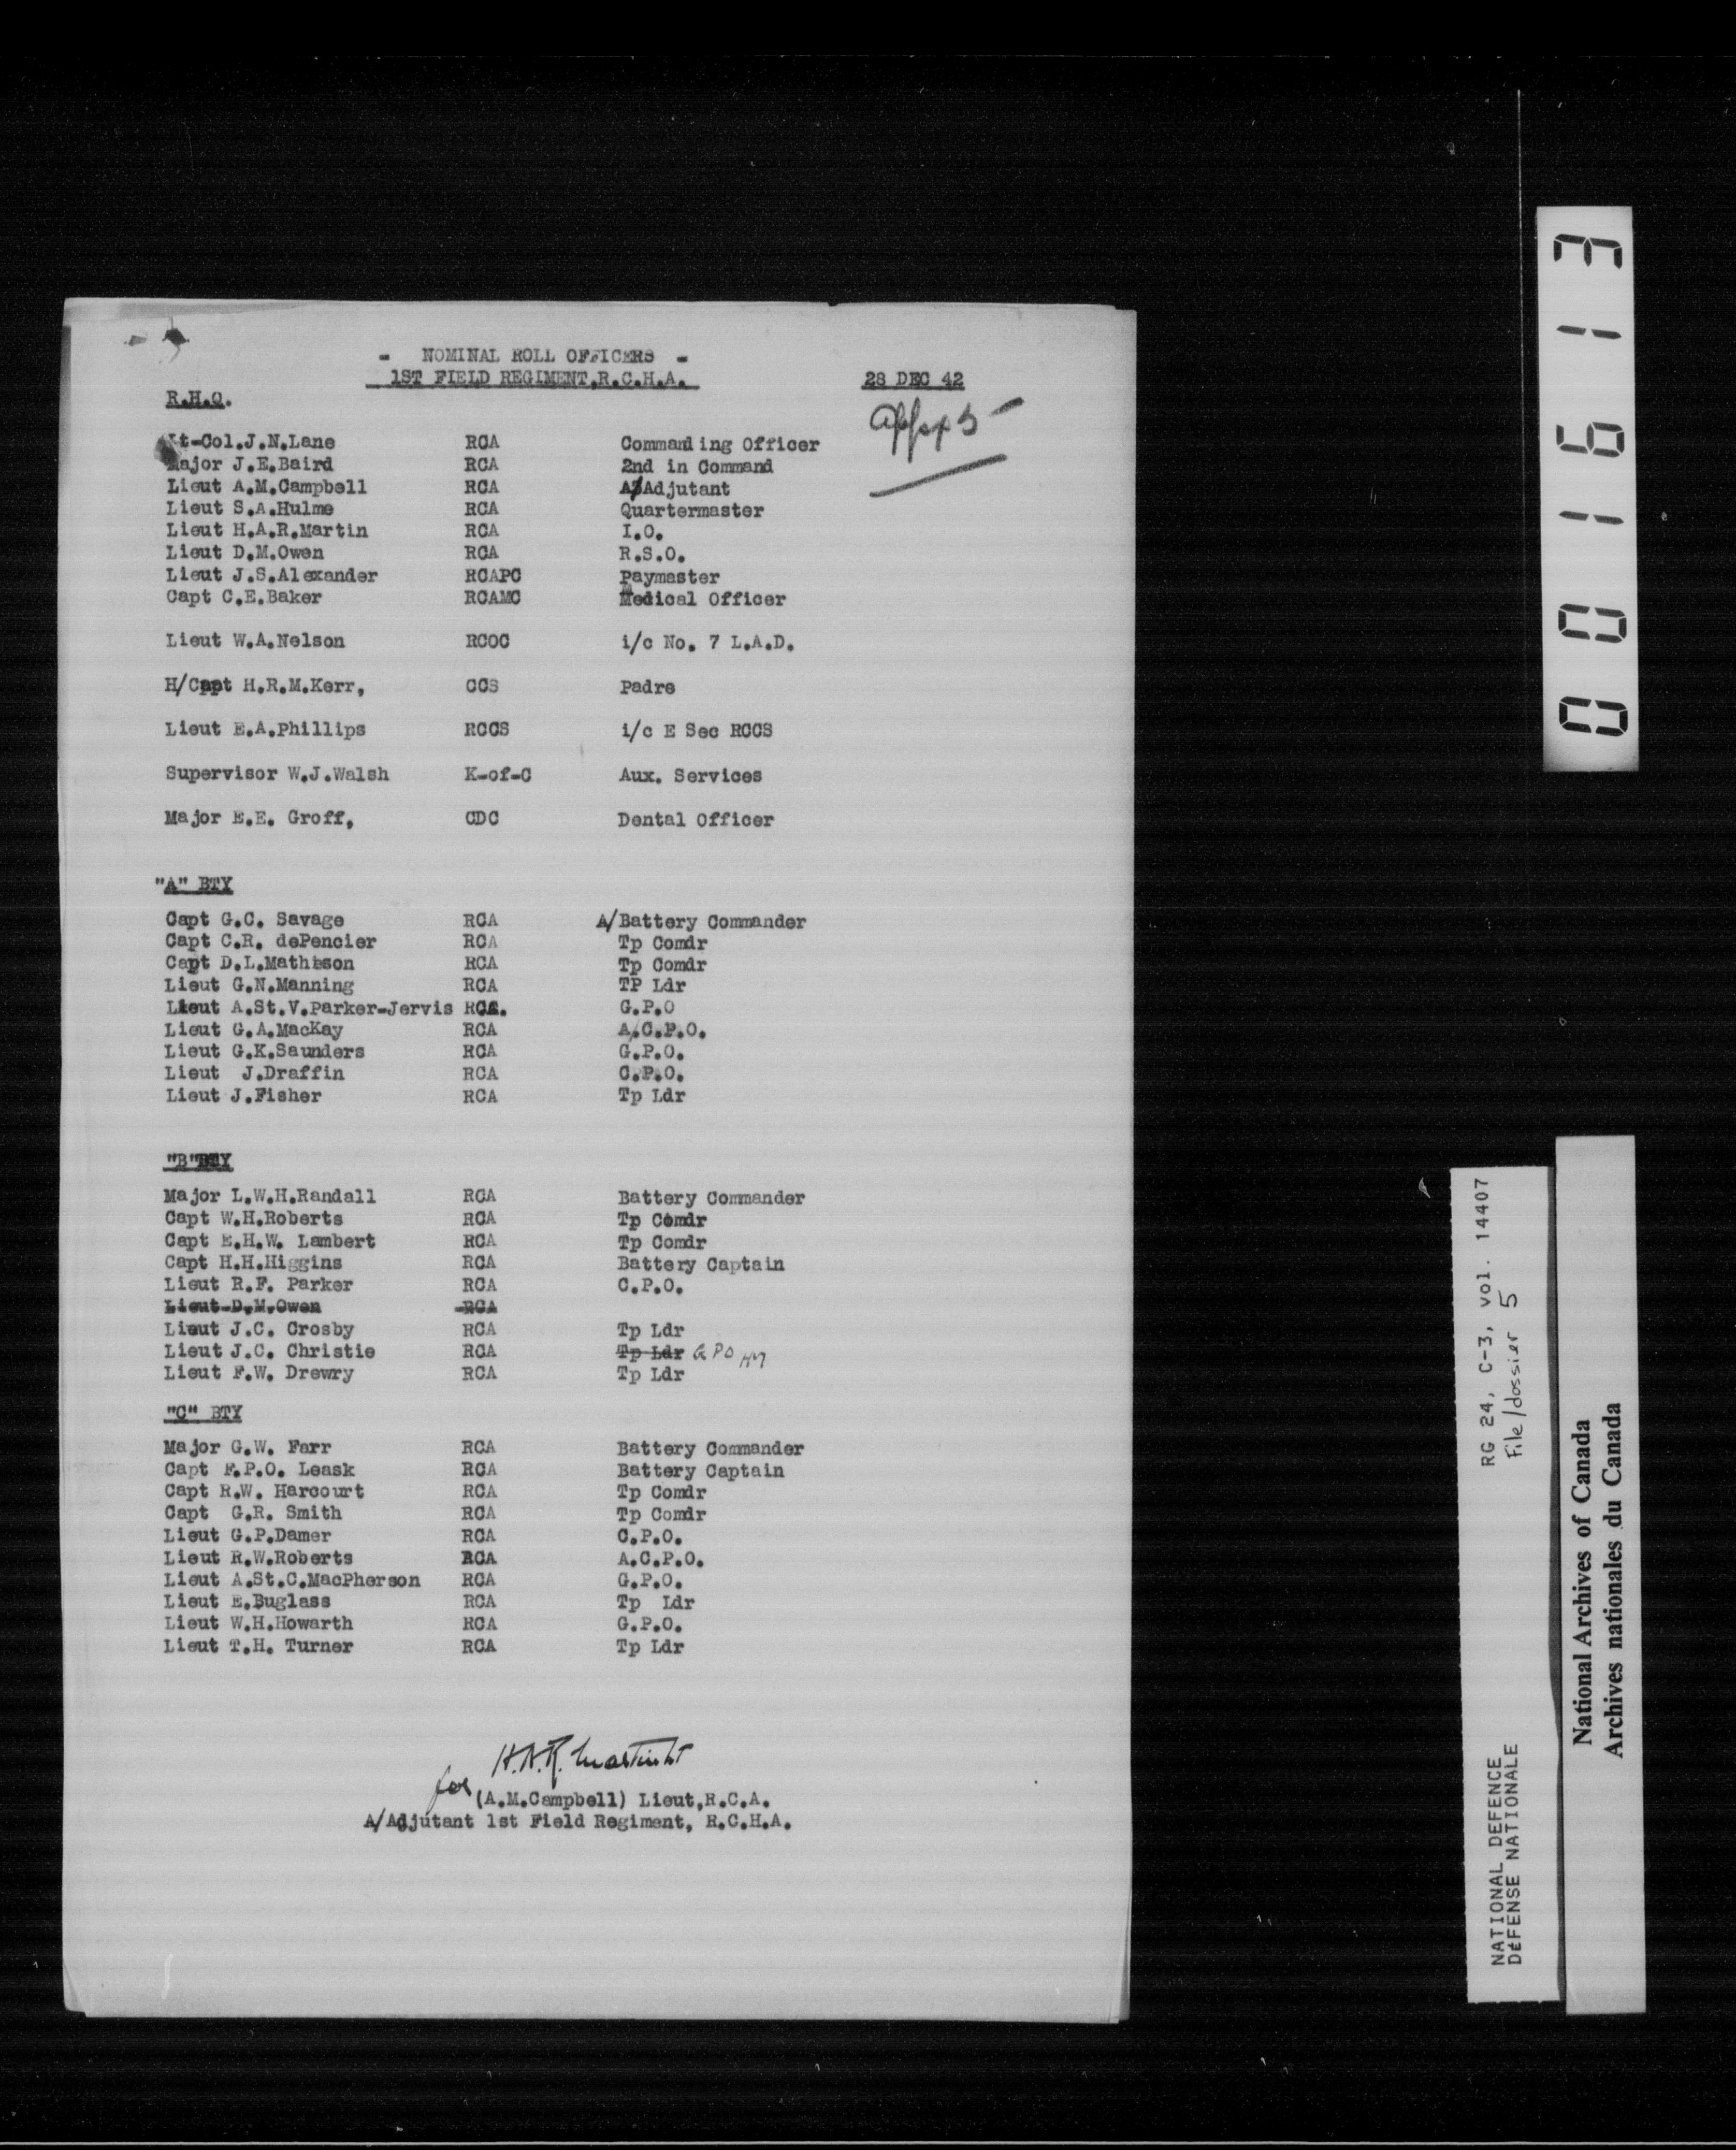 - NOMINAL ROLL OFFICERS -
1ST FIELD REGIMENT.R.C.H.A. 28 DEC 42
Appx 5
R.H.Q.
Lt-Col.J.N.Lane RCA Commanding Officer
Major J.E.Baird RCA 2nd in Command
Lieut A.M.Campbell RCA A/Adjutant
Lieut S.A.Hulme RCA Quartermaster
Lieut H.A.R.Martin RCA I.O.
Lieut D.M.Owen RCA R.S.O.
Lieut J.S.Alexander RCAPC Paymaster
Capt C.E.Baker RCAMC Medical Officer
Lieut W.A.Nelson RCOC i/c No. 7 L.A.D.
H/Capt H.R.M.Kerr, CCS Padre
Lieut E.A.Phillips RCCS i/c E Sec RCCS
Supervisor W.J.Walsh K-of-C Aux. Services
Major E.E. Groff, CDC Dental Officer
"A" BTY
Capt G.C. Savage RCA A/Battery Commander
Capt C.R. dePencier RCA Tp Comdr
Capt D.L.Mathieson RCA Tp Comdr
Lieut G.N.Manning RCA TP Ldr
Lieut A.St.V.Parker-Jervis RCA. G.P.O
Lieut G.A.MacKay RCA A.C.P.O.
Lieut G.K.Saunders RCA G.P.O.
Lieut J.Draffin RCA C.P.O.
Lieut J.Fisher RCA Tp Ldr
"B" BTY
Major L.W.H.Randall RCA Battery Commander
Capt W.H.Roberts RCA Tp Comdr
Capt E.H.W. Lambert RCA Tp Comdr
Capt H.H.Higgins RCA Battery Captain
Lieut R.F. Parker RCA C.P.O.
Lieut D.M.Owen RCA
Lieut J.C. Crosby RCA Tp Ldr
Lieut J.C. Christie RCA Tp Ldr GPO HM
Lieut F.W. Drewry RCA Tp Ldr
"C" BTY
Major G.W. Farr RCA Battery Commander
Capt F.P.O. Leask RCA Battery Captain
Capt R.W. Harcourt RCA Tp Comdr
Capt G.R. Smith RCA Tp Comdr
Lieut G.P.Damer RCA C.P.O.
Lieut R.W.Roberts RCA A.C.P.O.
Lieut A.St.C.MacPherson RCA G.P.O.
Lieut E.Buglass RCA Tp Ldr
Lieut W.H.Howarth RCA G.P.O.
Lieut T.H. Turner RCA Tp Ldr
H.A.R. Martin Lt
for (A.M.Campbell) Lieut,R.C.A.
A/Adjutant 1st Field Regiment, R.C.H.A.
001613
RG 24, C-3, vol. 14407
File/dossier 5
NATIONAL DEFENCE
DÉFENSE NATIONALE
National Archives of Canada
Archives nationales du Canada